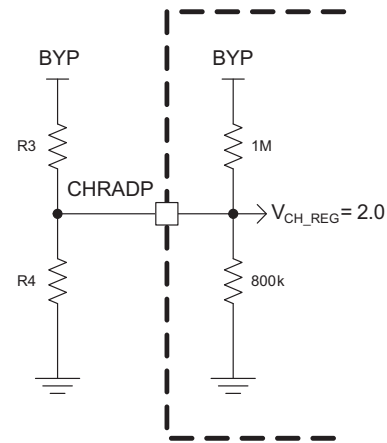 BYP BYP
R3 1M
CHRADP
V_CH_REG = 2.0
R4 800k